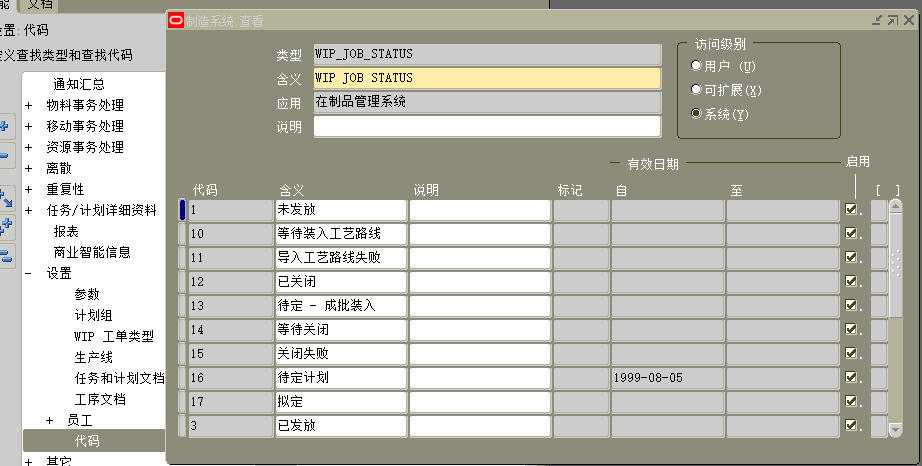 能 文档
置: 代码
定义查找类型和查找代码
通知汇总
+ 物料事务处理
+ 移动事务处理
+ 资源事务处理
+ 离散
+ 重复性
+ 任务/计划详细资料
报表
商业智能信息
- 设置
参数
计划组
WIP 工单类型
生产线
任务和计划文档
工序文档
+ 员工
代码
+ 其它
制造系统 查看
类型 WIP_JOB_STATUS
含义 WIP JOB STATUS
应用 在制品管理系统
说明
访问级别
用户 (U)
可扩展(X)
系统(Y)
有效日期 启用
代码 含义 说明 标记 自 至 [ ]
1 未发放
10 等待装入工艺路线
11 导入工艺路线失败
12 已关闭
13 待定 - 成批装入
14 等待关闭
15 关闭失败
16 待定计划 1999-08-05
17 拟定
3 已发放